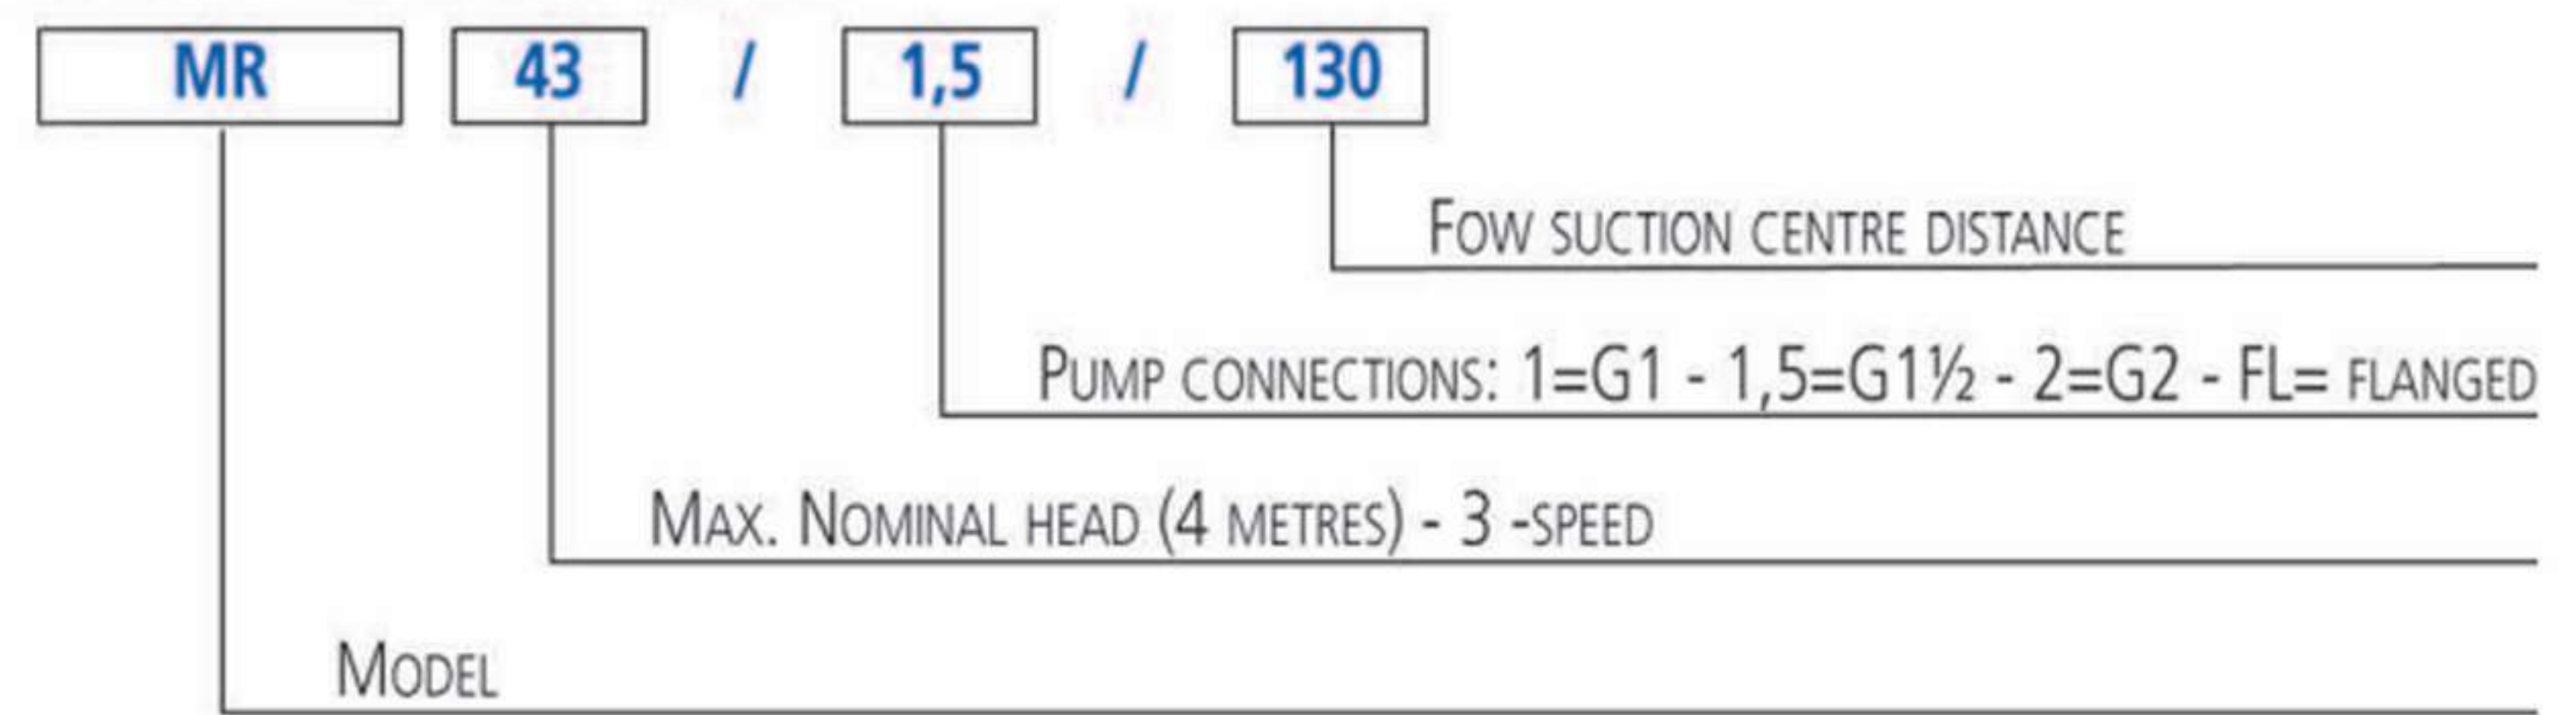 MR 43 / 1,5 / 130
FOW SUCTION CENTRE DISTANCE
PUMP CONNECTIONS: 1=G1 - 1,5=G1½ - 2=G2 - FL= FLANGED
MAX. NOMINAL HEAD (4 METRES) - 3 -SPEED
MODEL